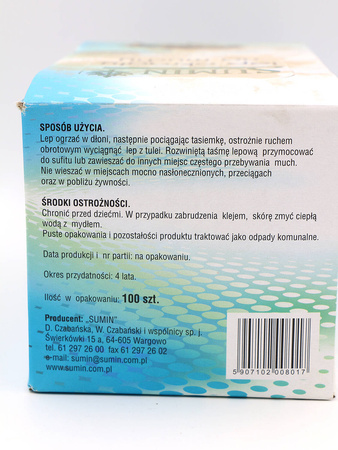 SUMIN
SPOSÓB UŻYCIA.
Lep ogrzać w dłoni, następnie pociągając tasiemkę, ostrożnie ruchem
obrotowym wyciągnąć lep z tulei. Rozwiniętą taśmę lepową przymocować
do sufitu lub zawieszać do innych miejsc częstego przebywania much.
Nie wieszać w miejscach mocno nasłonecznionych, przeciągach
oraz w pobliżu żywności.
ŚRODKI OSTROŻNOŚCI.
Chronić przed dziećmi. W przypadku zabrudzenia klejem, skórę zmyć ciepłą
wodą z mydłem.
Puste opakowania i pozostałości produktu traktować jako odpady komunalne.
Data produkcji i nr partii: na opakowaniu.
Okres przydatności: 4 lata.
Ilość w opakowaniu: 100 szt.
Producent: „SUMIN"
D. Czabańska, W. Czabański i wspólnicy sp. j.
Świerkówki 15 a, 64-605 Wargowo
tel. 61 297 26 00 fax 61 297 26 02
e-mail: sumin@sumin.com.pl
www.sumin.com.pl
5 907102 008017